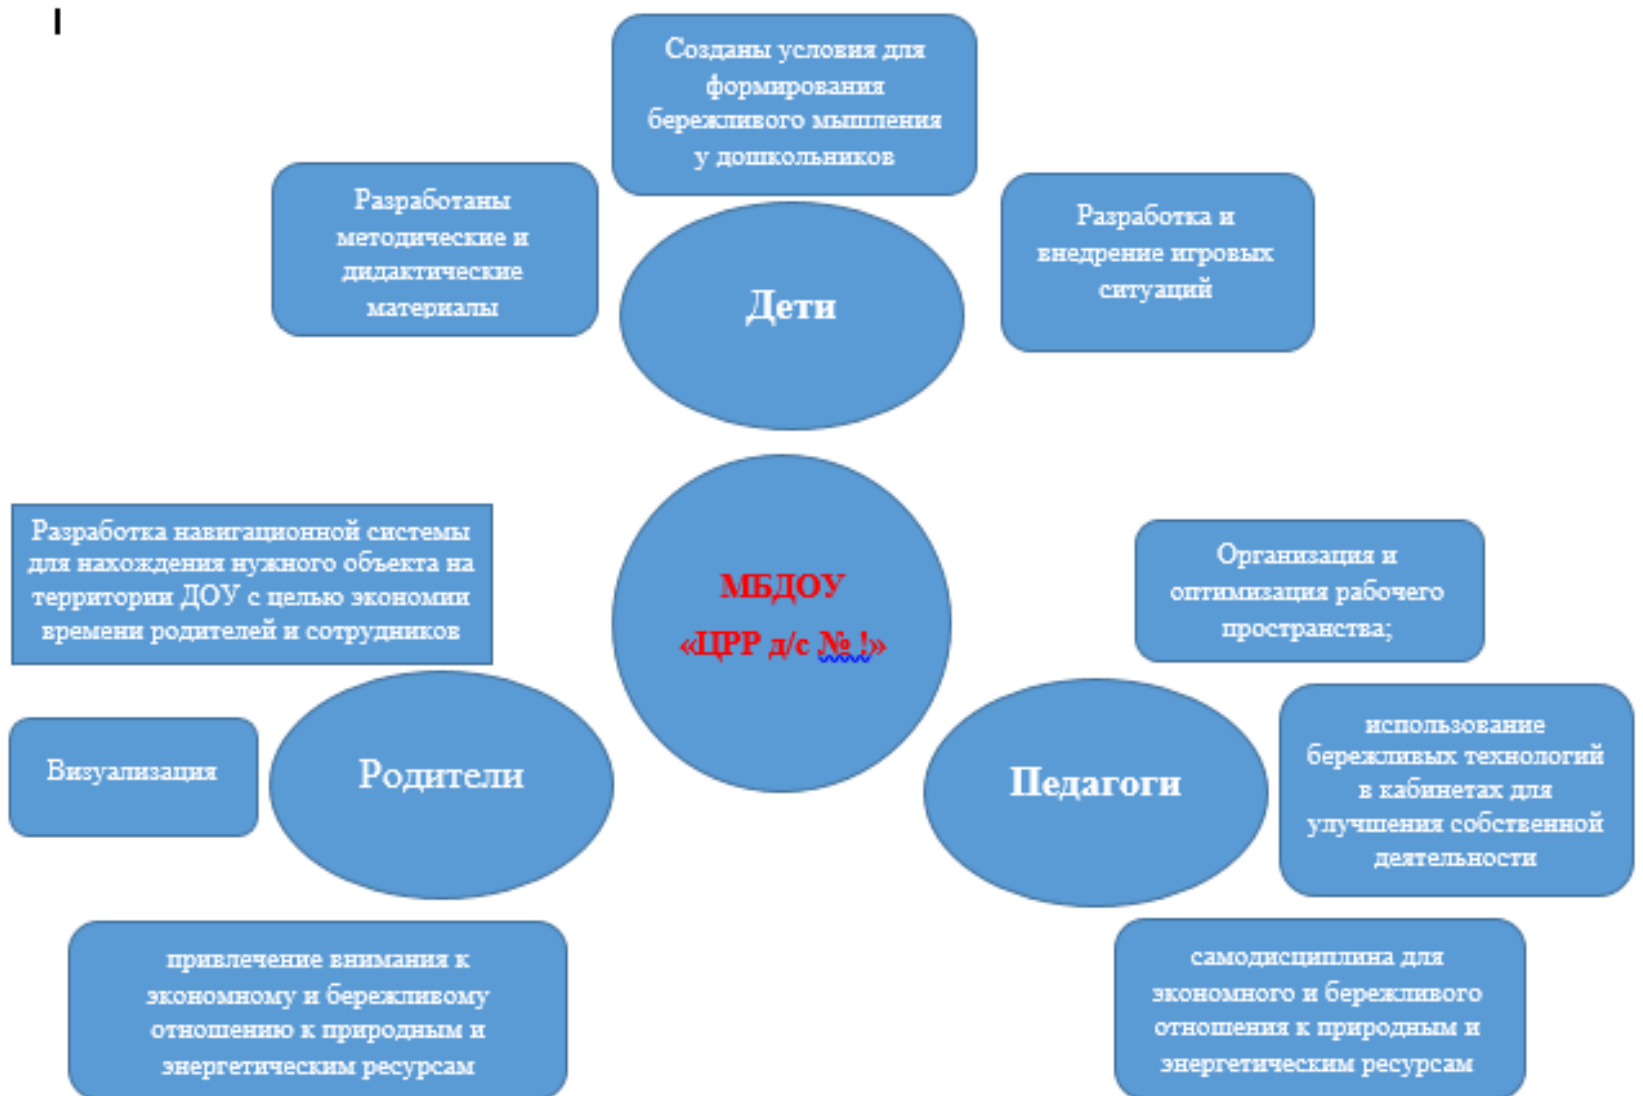 Созданы условия для
формирования
бережливого мышления
у дошкольников
Разработаны
методические и
дидактические
материалы
Разработка и
внедрение игровых
ситуаций
Дети
Разработка навигационной системы
для нахождения нужного объекта на
территории ДОУ с целью экономии
времени родителей и сотрудников
МБДОУ
«ЦРР д/с № !»
Организация и
оптимизация рабочего
пространства;
Визуализация
Родители
Педагоги
использование
бережливых технологий
в кабинетах для
улучшения собственной
деятельности
привлечение внимания к
экономному и бережливому
отношению к природным и
энергетическим ресурсам
самодисциплина для
экономного и бережливого
отношения к природным и
энергетическим ресурсам